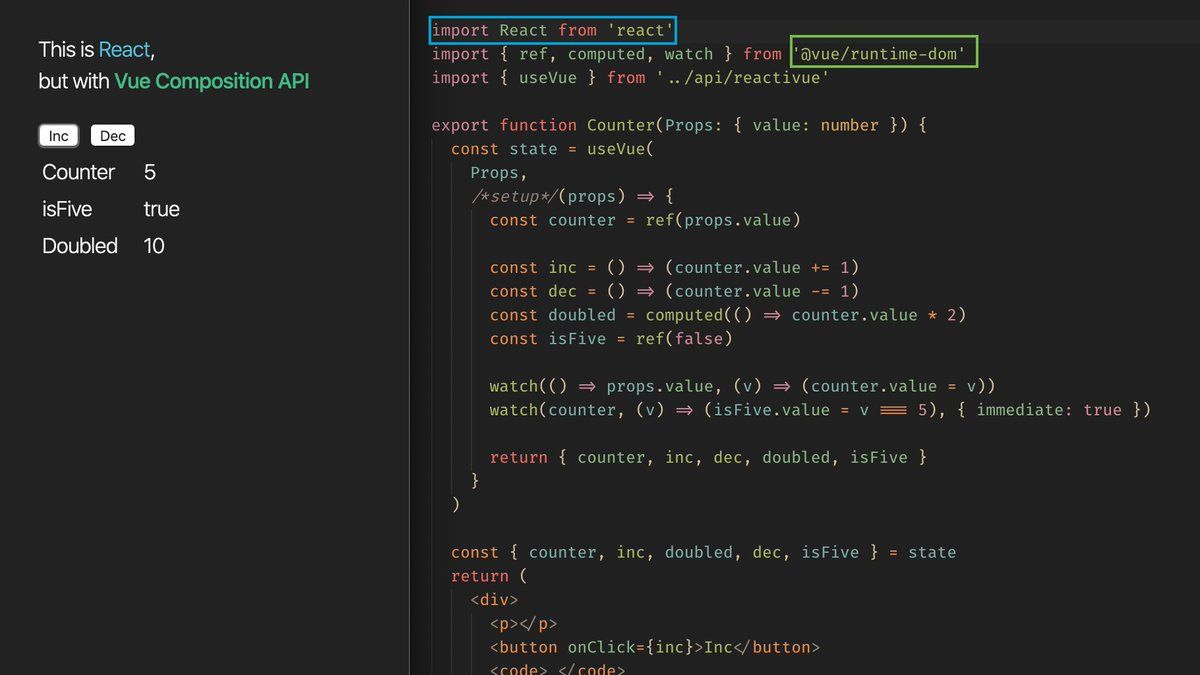 This is React,
but with Vue Composition API
Inc Dec
Counter 5
isFive true
Doubled 10
import React from 'react'
import { ref, computed, watch } from '@vue/runtime-dom'
import { useVue } from '../api/reactivue'
export function Counter(Props: { value: number }) {
const state = useVue(
Props,
/*setup*/(props) => {
const counter = ref(props.value)
const inc = () => (counter.value += 1)
const dec = () => (counter.value -= 1)
const doubled = computed(() => counter.value * 2)
const isFive = ref(false)
watch(() => props.value, (v) => (counter.value = v))
watch(counter, (v) => (isFive.value = v === 5), { immediate: true })
return { counter, inc, dec, doubled, isFive }
}
)
const { counter, inc, doubled, dec, isFive } = state
return (
<div>
<p></p>
<button onClick={inc}>Inc</button>
<code> </code>